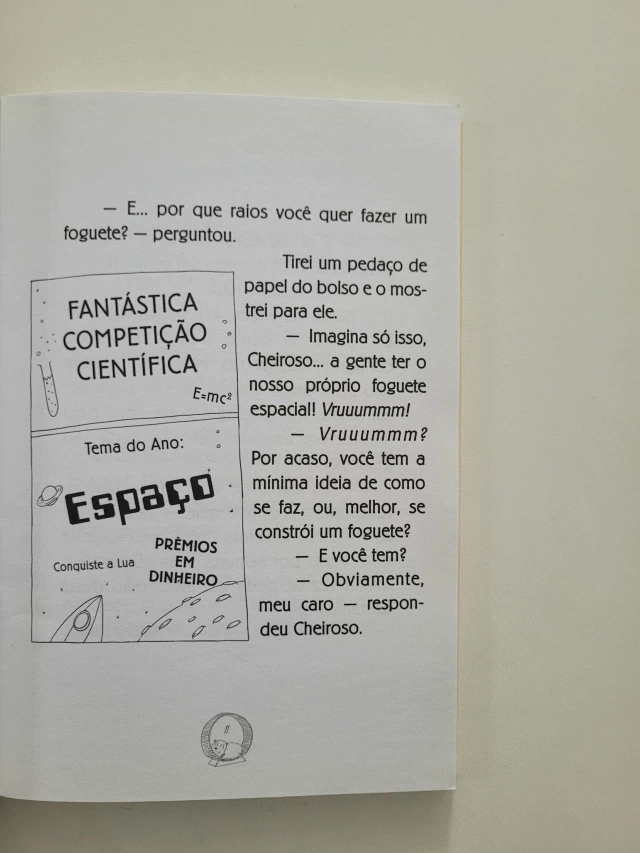 — E... por que raios você quer fazer um
foguete? — perguntou.
Tirei um pedaço de
papel do bolso e o mos-
trei para ele.
— Imagina só isso,
Cheiroso... a gente ter o
nosso próprio foguete
espacial! Vruuummm!
— Vruuummm?
Por acaso, você tem a
mínima ideia de como
se faz, ou, melhor, se
constrói um foguete?
— E você tem?
— Obviamente,
meu caro — respon-
deu Cheiroso.
FANTÁSTICA
COMPETIÇÃO
CIENTÍFICA
E=mc²
Tema do Ano:
Espaço
Conquiste a Lua
PRÊMIOS
EM
DINHEIRO
11